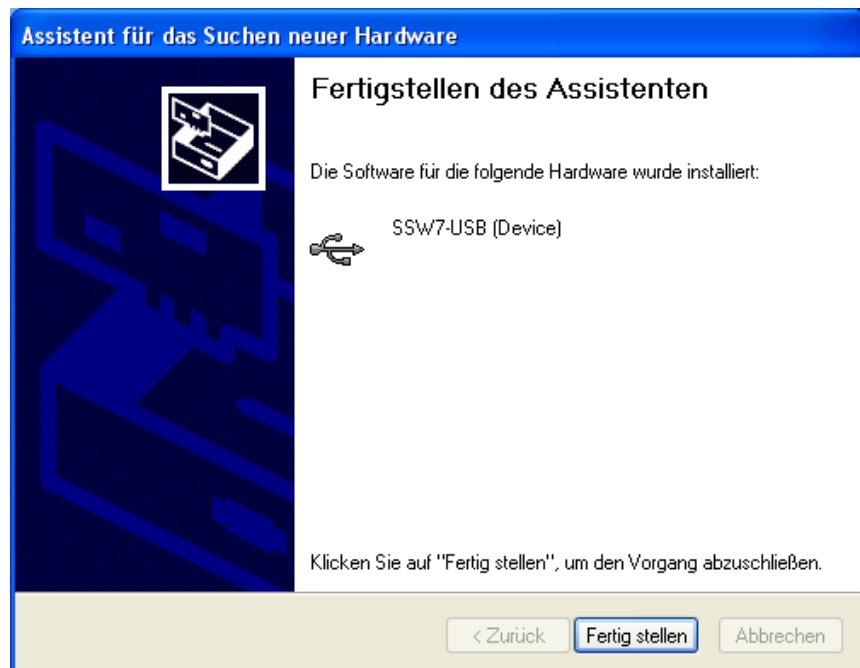 Assistent für das Suchen neuer Hardware
Fertigstellen des Assistenten
Die Software für die folgende Hardware wurde installiert:
SSW7-USB (Device)
Klicken Sie auf "Fertig stellen", um den Vorgang abzuschließen.
< Zurück Fertig stellen Abbrechen